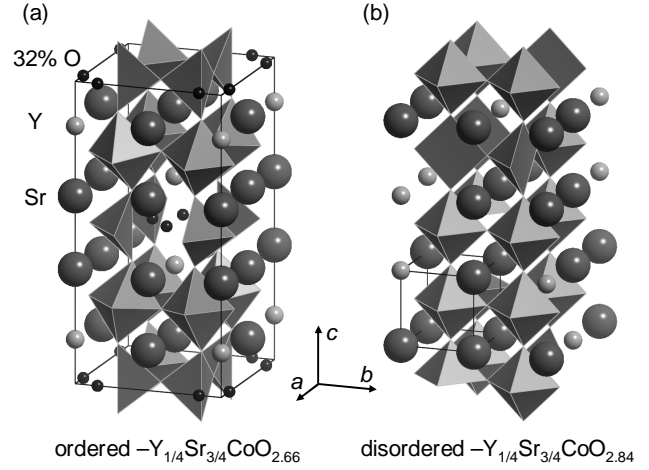 (a)
(b)
32% O
Y
Sr
c
a
b
ordered –Y1/4Sr3/4CoO2.66
disordered –Y1/4Sr3/4CoO2.84